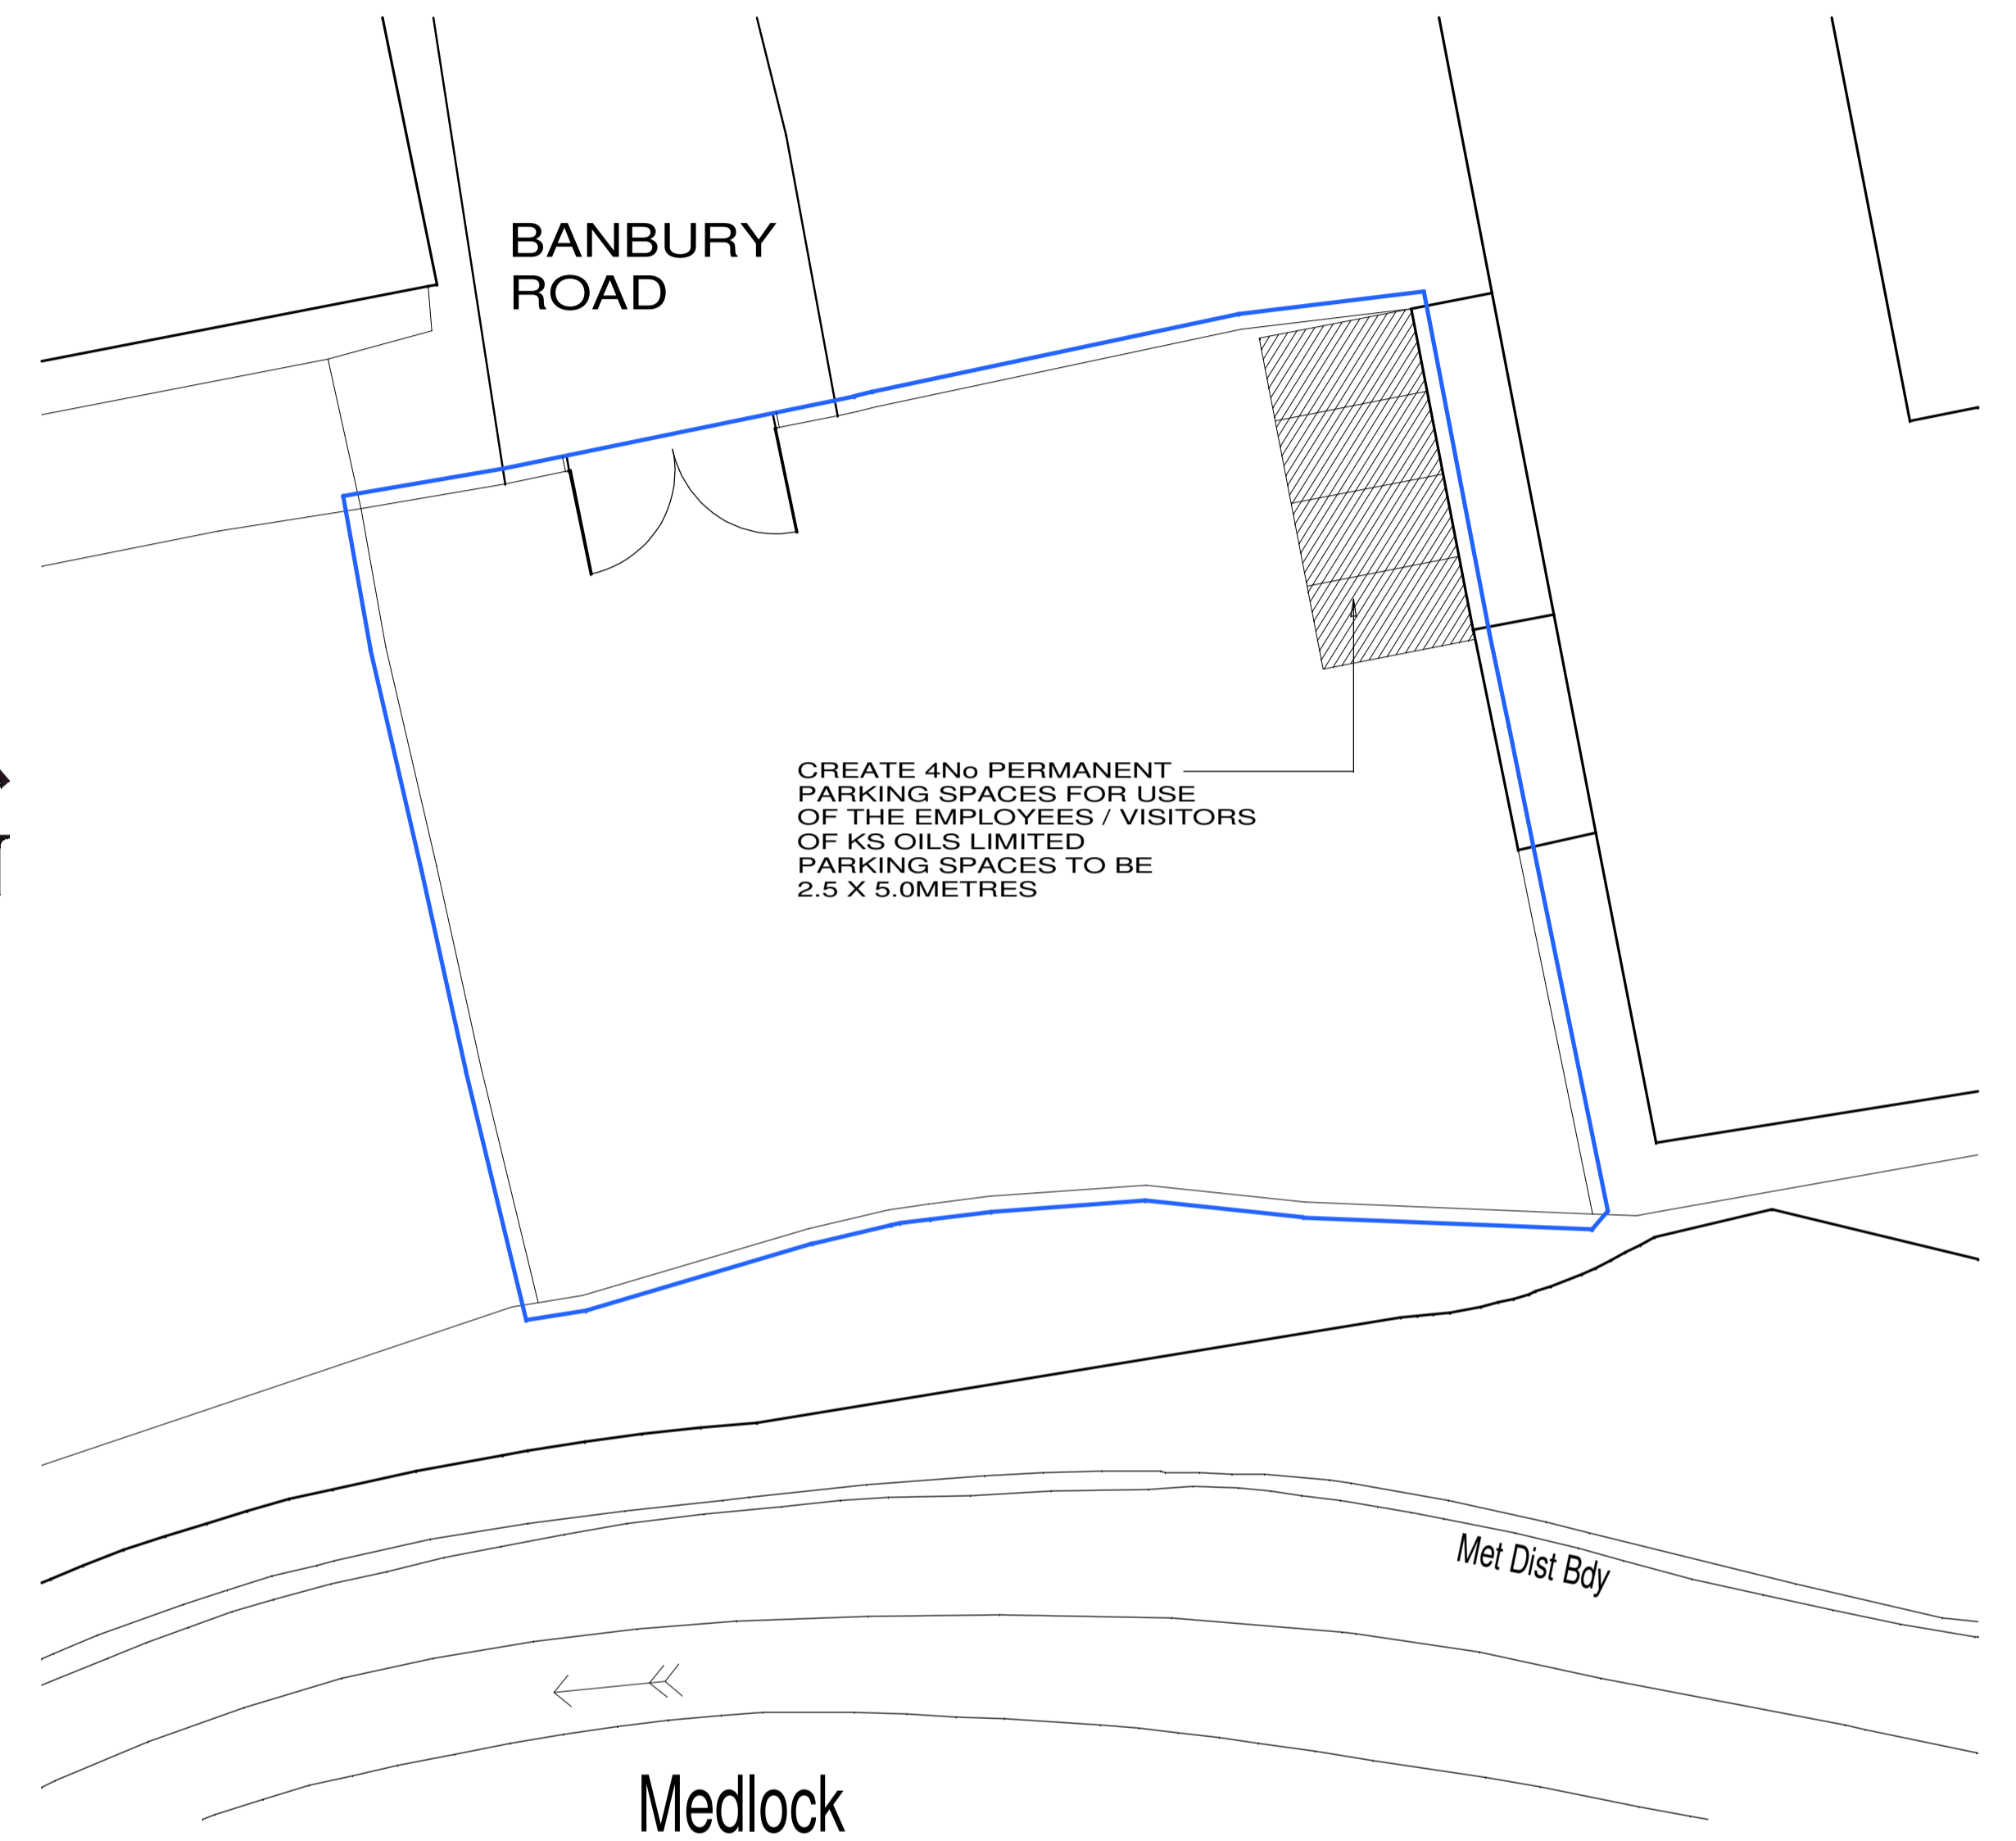 BANBURY
ROAD
CREATE 4No PERMANENT
PARKING SPACES FOR USE
OF THE EMPLOYEES / VISITORS
OF KS OILS LIMITED
PARKING SPACES TO BE
2.5 X 5.0METRES
Met Dist Bdy
Medlock